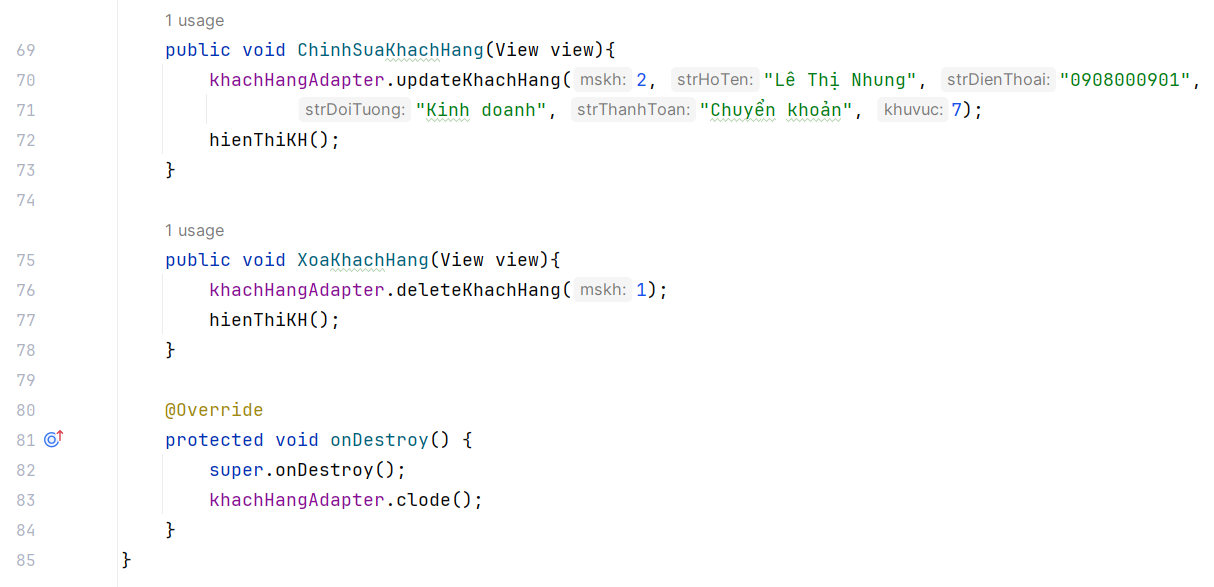 1 usage
69 public void ChinhSuaKhachHang(View view){
70 khachHangAdapter.updateKhachHang( mskh: 2, strHoTen: "Lê Thị Nhung", strDienThoai: "0908000901",
71 strDoiTuong: "Kinh doanh", strThanhToan: "Chuyển khoản", khuvuc: 7);
72 hienThiKH();
73 }
74
1 usage
75 public void XoaKhachHang(View view){
76 khachHangAdapter.deleteKhachHang( mskh: 1);
77 hienThiKH();
78 }
79
80 @Override
81 protected void onDestroy() {
82 super.onDestroy();
83 khachHangAdapter.clode();
84 }
85 }